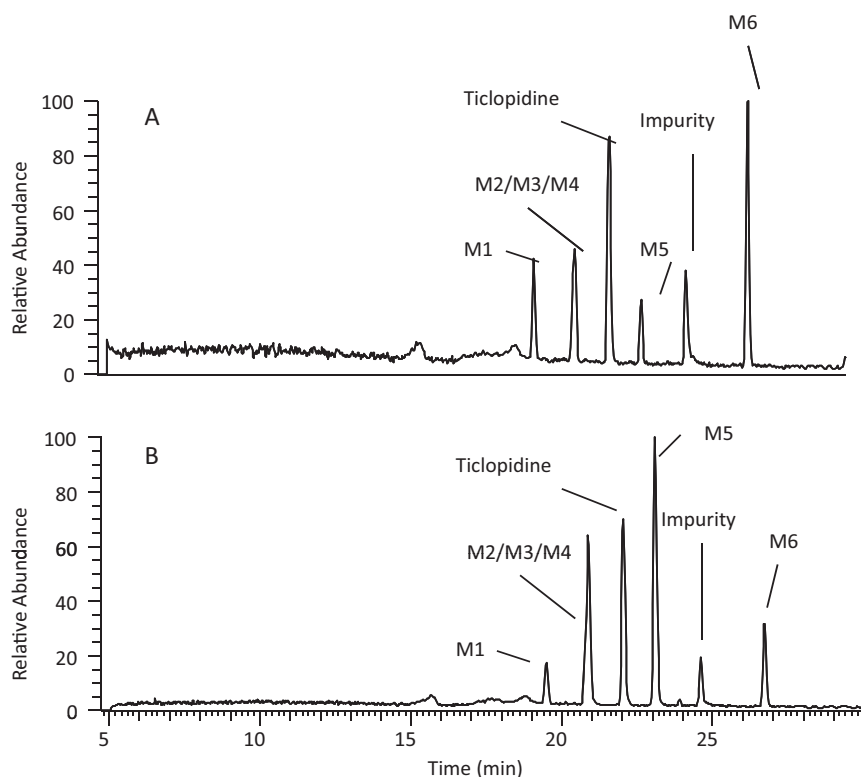 M6
Ticlopidine
Impurity
100
A
80
M2/M3/M4
60
M1
M5
40
20
0
Relative Abundance
100
B
M5
Ticlopidine
80
Impurity
M2/M3/M4
M6
60
40
M1
20
0
Relative Abundance
5 10 15 20 25
Time (min)